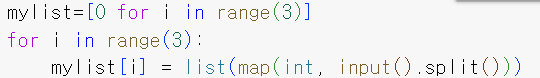 mylist=[0 for i in range(3)]
for i in range(3):
    mylist[i] = list(map(int, input().split()))